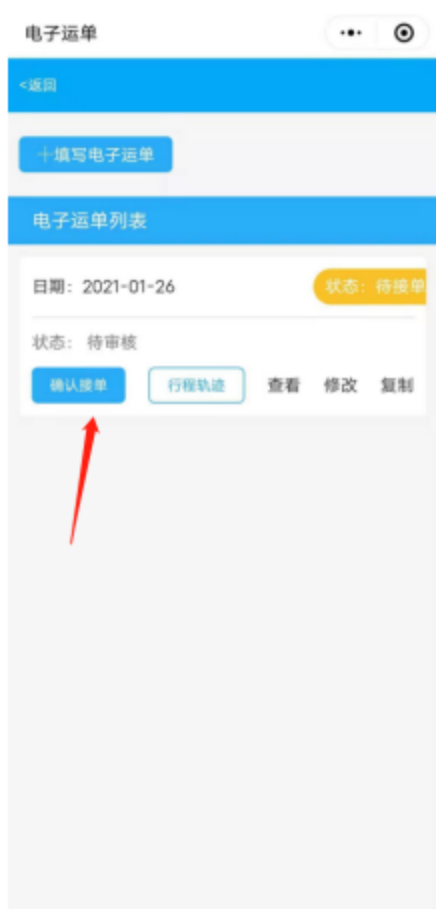 电子运单
<返回
+填写电子运单
电子运单列表
日期：2021-01-26 状态：待接单
状态： 待审核
确认接单 行程轨迹 查看 修改 复制